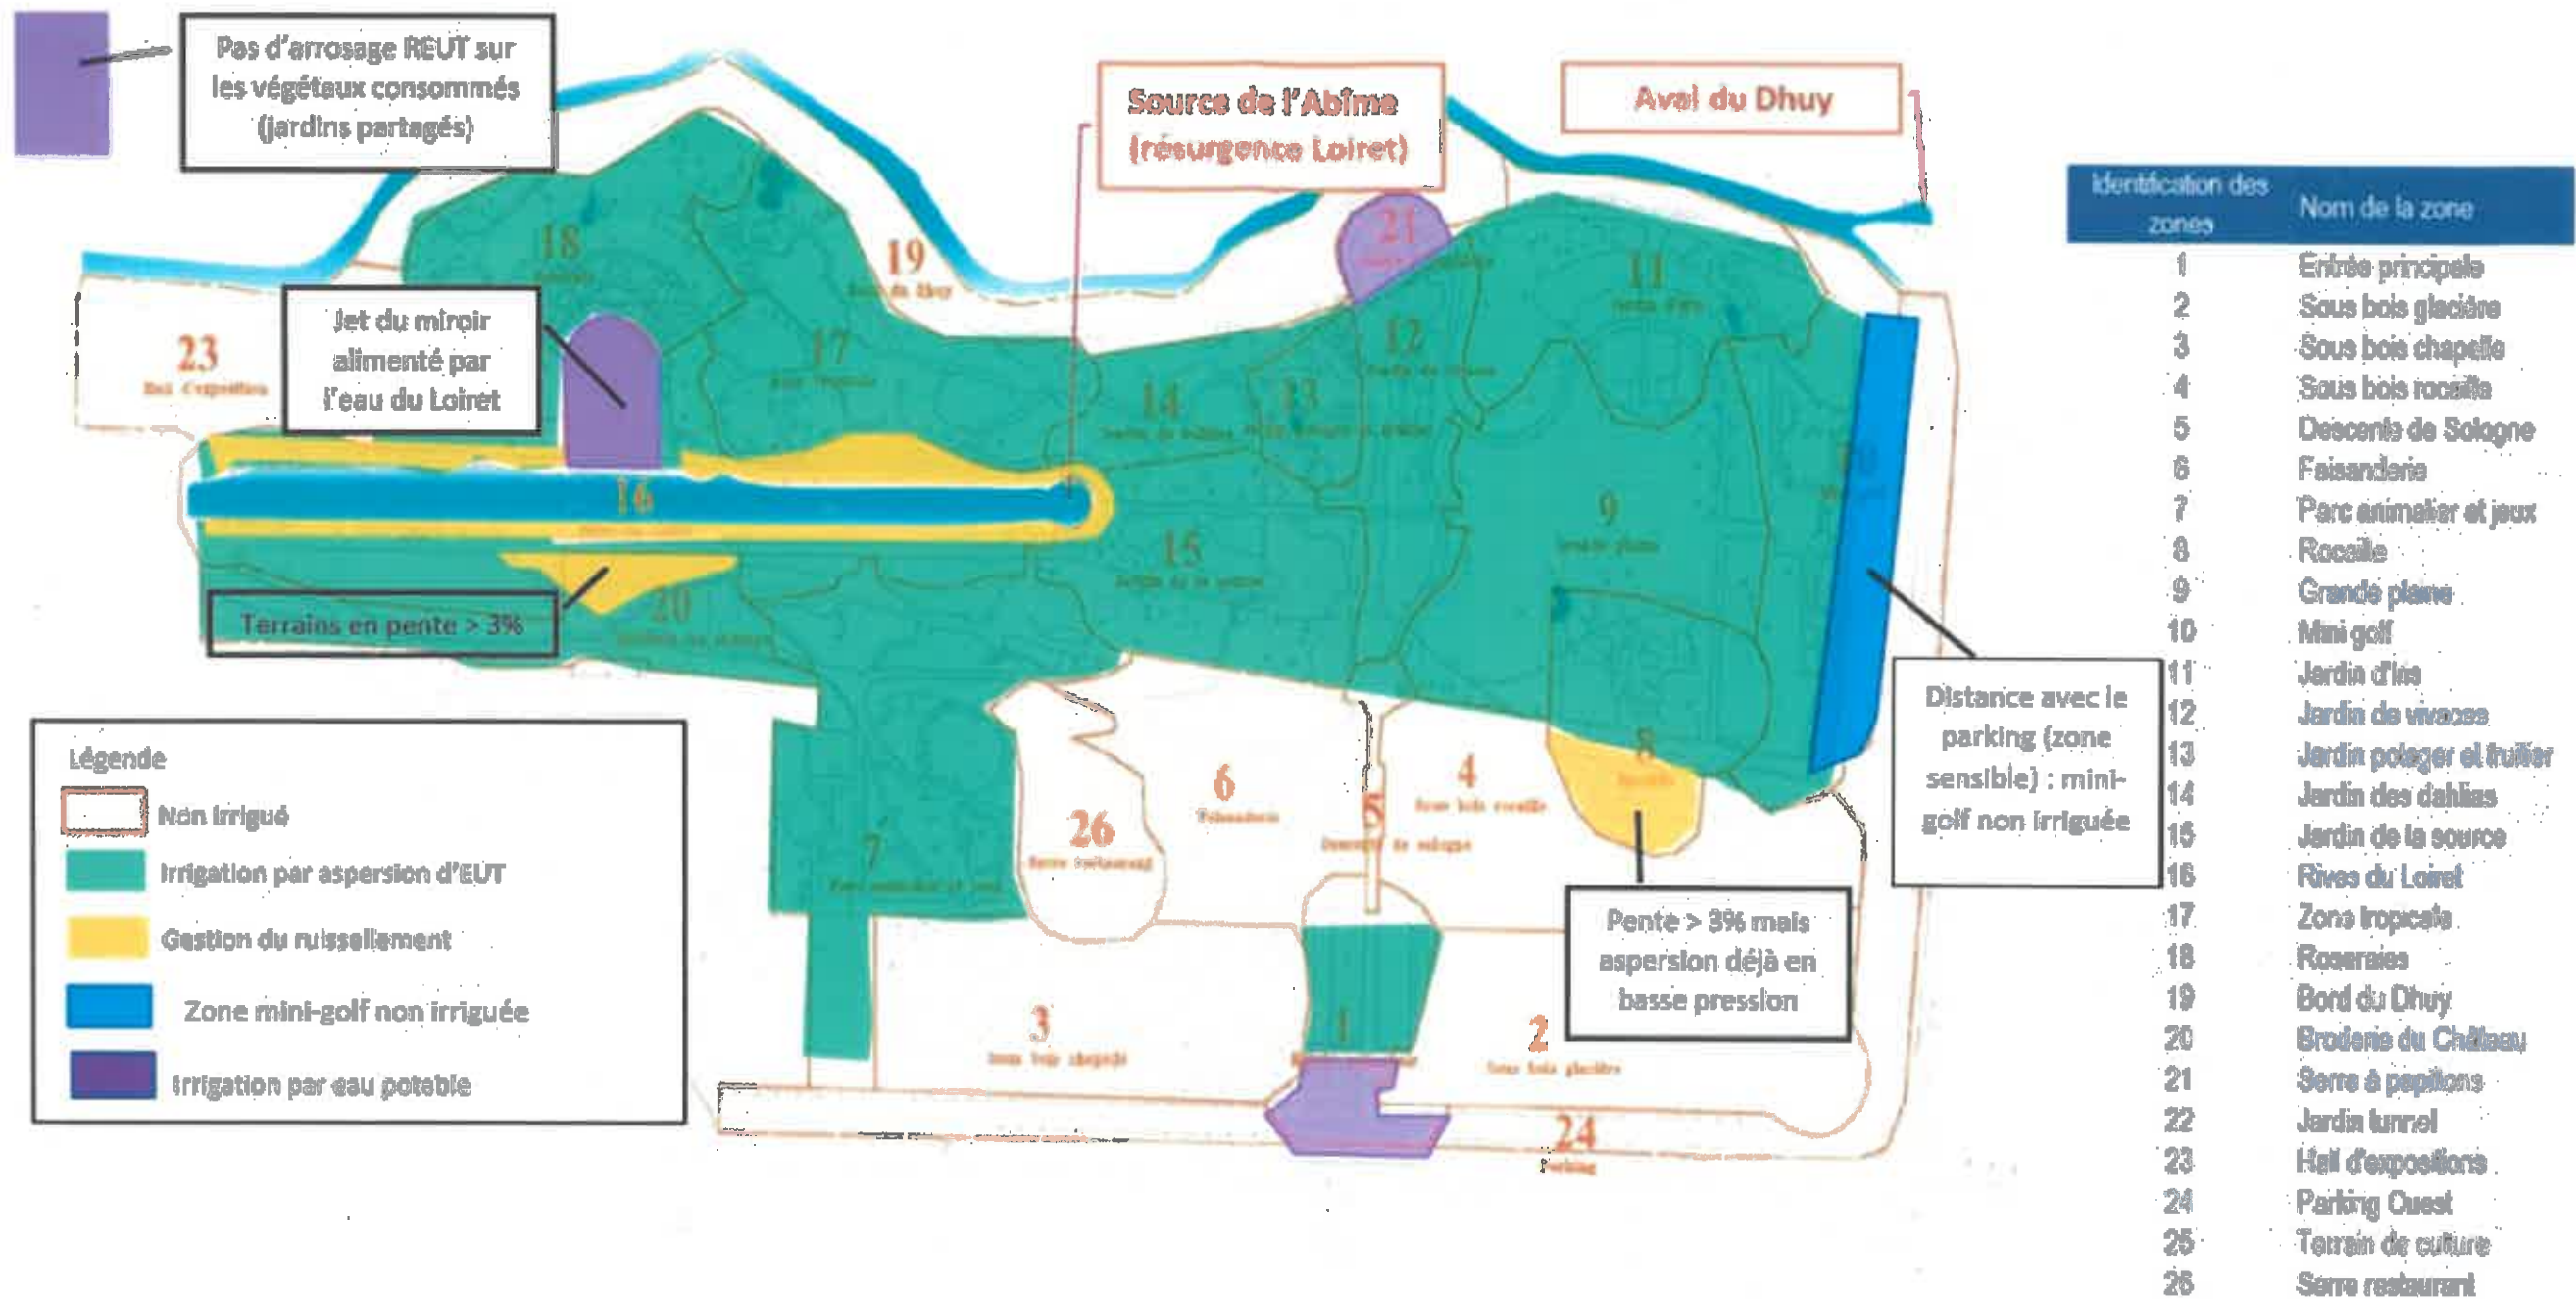 Pas d'arrosage REUT sur
les végétaux consommés
(jardins partagés)
Source de l'Abîme
(résurgence Loiret)
Aval du Dhuy
Jet du miroir
alimenté par
l'eau du Loiret
Terrains en pente > 3%
Distance avec le
parking (zone
sensible) : mini-
golf non irriguée
Pente > 3% mais
aspersion déjà en
basse pression
18
19
21
11
23
17
12
14
13
16
9
15
20
8
7
26
6
5
4
3
1
2
24
Parking
Légende
Non irrigué
Irrigation par aspersion d'EUT
Gestion du ruissellement
Zone mini-golf non irriguée
Irrigation par eau potable
Identification des zones Nom de la zone
1 Entrée principale
2 Sous bois glacière
3 Sous bois chapelle
4 Sous bois rocaille
5 Descente de Sologne
6 Faisanderie
7 Parc animalier et jeux
8 Rocaille
9 Grande plaine
10 Mini golf
11 Jardin d'iris
12 Jardin de vivaces
13 Jardin potager et fruitier
14 Jardin des dahlias
15 Jardin de la source
16 Rives du Loiret
17 Zone tropicale
18 Roseraies
19 Bord du Dhuy
20 Broderie du Château
21 Serre à papillons
22 Jardin tunnel
23 Hall d'expositions
24 Parking Ouest
25 Terrain de culture
26 Serre restaurant